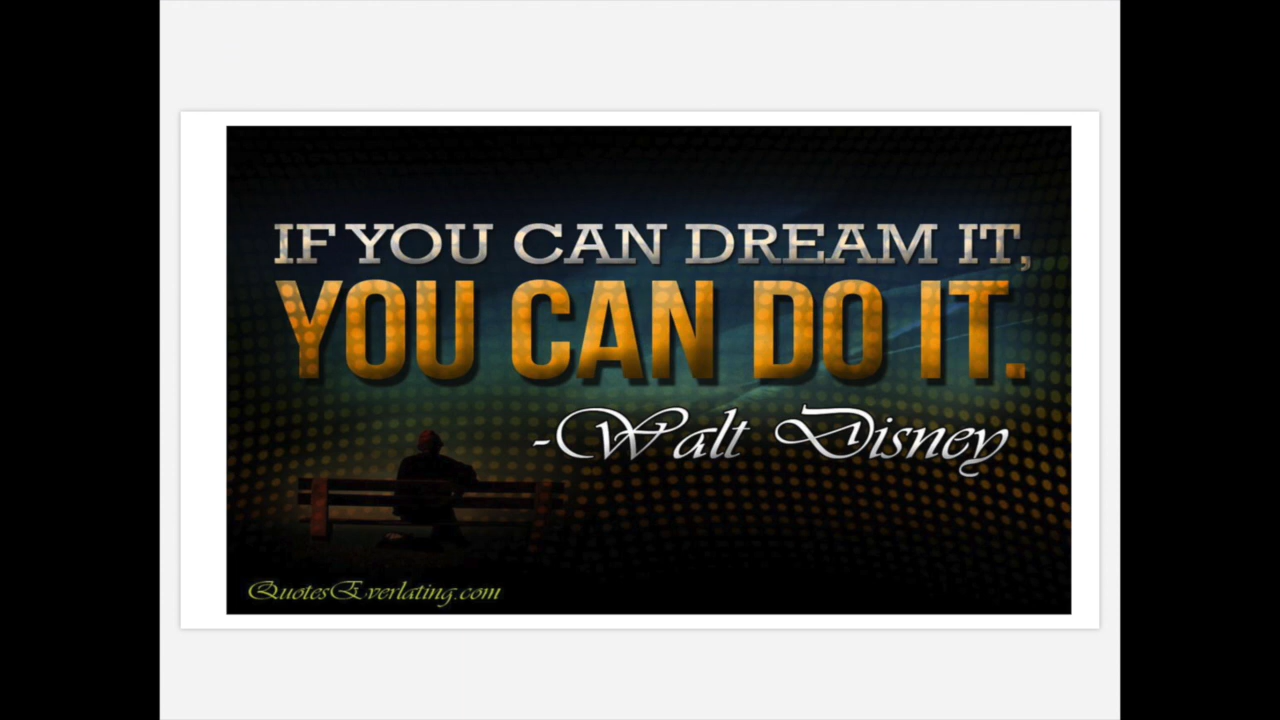 IF YOU CAN DREAM IT,
YOU CAN DO IT.
-Walt Disney
QuotesEverlating.com